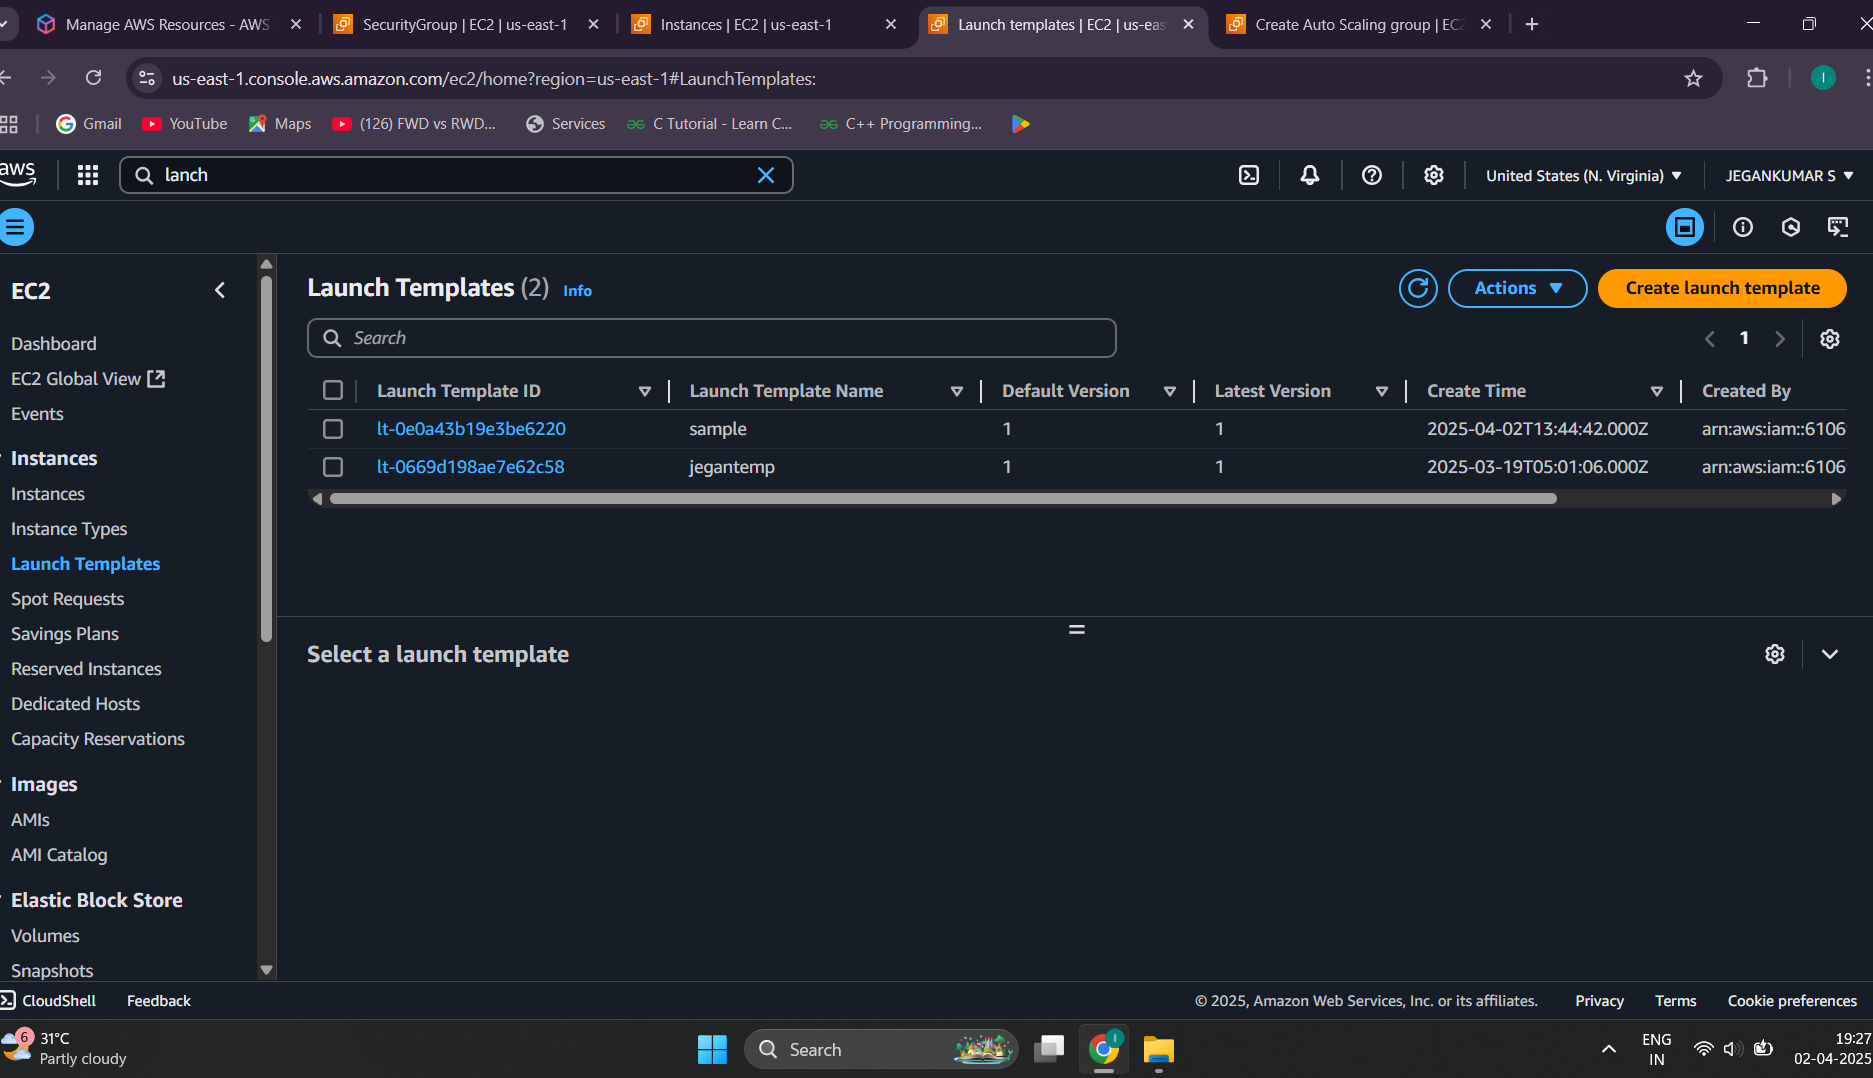 Manage AWS Resources - AWS
SecurityGroup | EC2 | us-east-1
Instances | EC2 | us-east-1
Launch templates | EC2 | us-eas
Create Auto Scaling group | EC2
us-east-1.console.aws.amazon.com/ec2/home?region=us-east-1#LaunchTemplates:
I
Gmail
YouTube
Maps
(126) FWD vs RWD...
Services
C Tutorial - Learn C...
C++ Programming,...
aws
lanch
United States (N. Virginia)
JEGANKUMAR S
EC2
Dashboard
EC2 Global View
Events
Instances
Instances
Instance Types
Launch Templates
Spot Requests
Savings Plans
Reserved Instances
Dedicated Hosts
Capacity Reservations
Images
AMIs
AMI Catalog
Elastic Block Store
Volumes
Snapshots
Launch Templates (2) Info
Actions
Create launch template
Search
1
Launch Template ID Launch Template Name Default Version Latest Version Create Time Created By
lt-0e0a43b19e3be6220 sample 1 1 2025-04-02T13:44:42.000Z arn:aws:iam::6106
lt-0669d198ae7e62c58 jegantemp 1 1 2025-03-19T05:01:06.000Z arn:aws:iam::6106
Select a launch template
CloudShell Feedback
© 2025, Amazon Web Services, Inc. or its affiliates. Privacy Terms Cookie preferences
6
31°C
Partly cloudy
Search
I
ENG
IN
19:27
02-04-2025